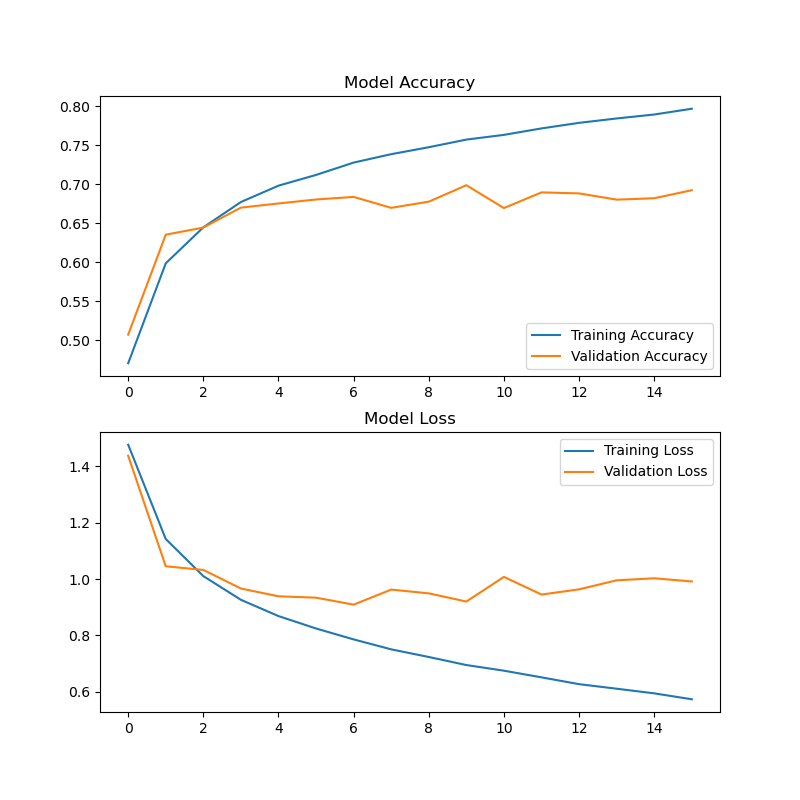 Model Accuracy
0.80
0.75
0.70
0.65
0.60
0.55
0.50
Training Accuracy
Validation Accuracy
0 2 4 6 8 10 12 14
Model Loss
Training Loss
Validation Loss
1.4
1.2
1.0
0.8
0.6
0 2 4 6 8 10 12 14